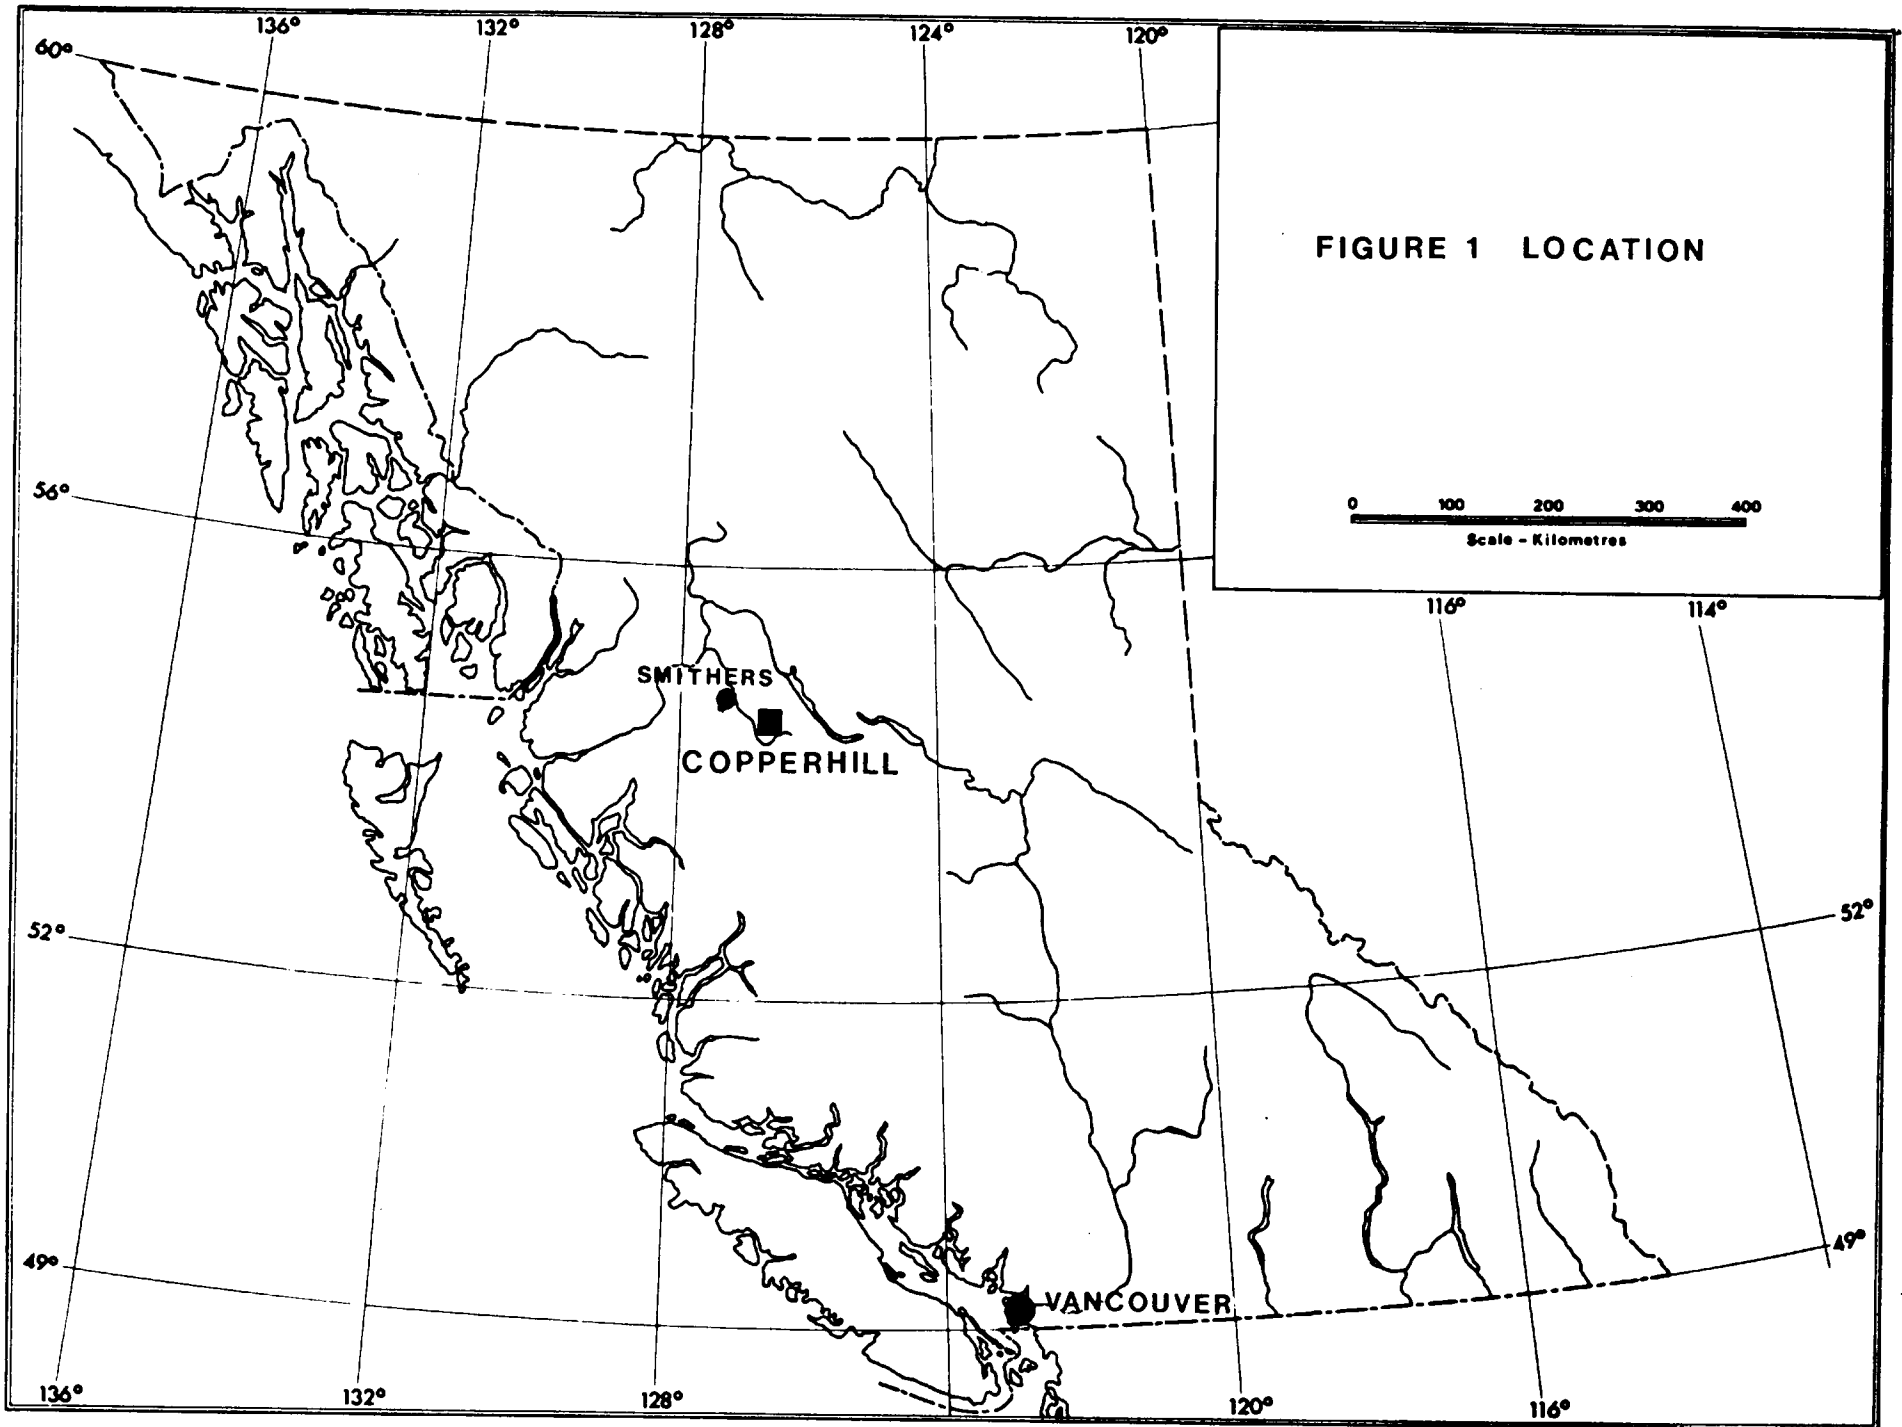 136° 132° 128° 124° 120°
60°
FIGURE 1 LOCATION
56°
0 100 200 300 400
Scale - Kilometres
116° 114°
SMITHERS
COPPERHILL
52° 52°
49° 49°
VANCOUVER
136° 132° 128° 120° 116°